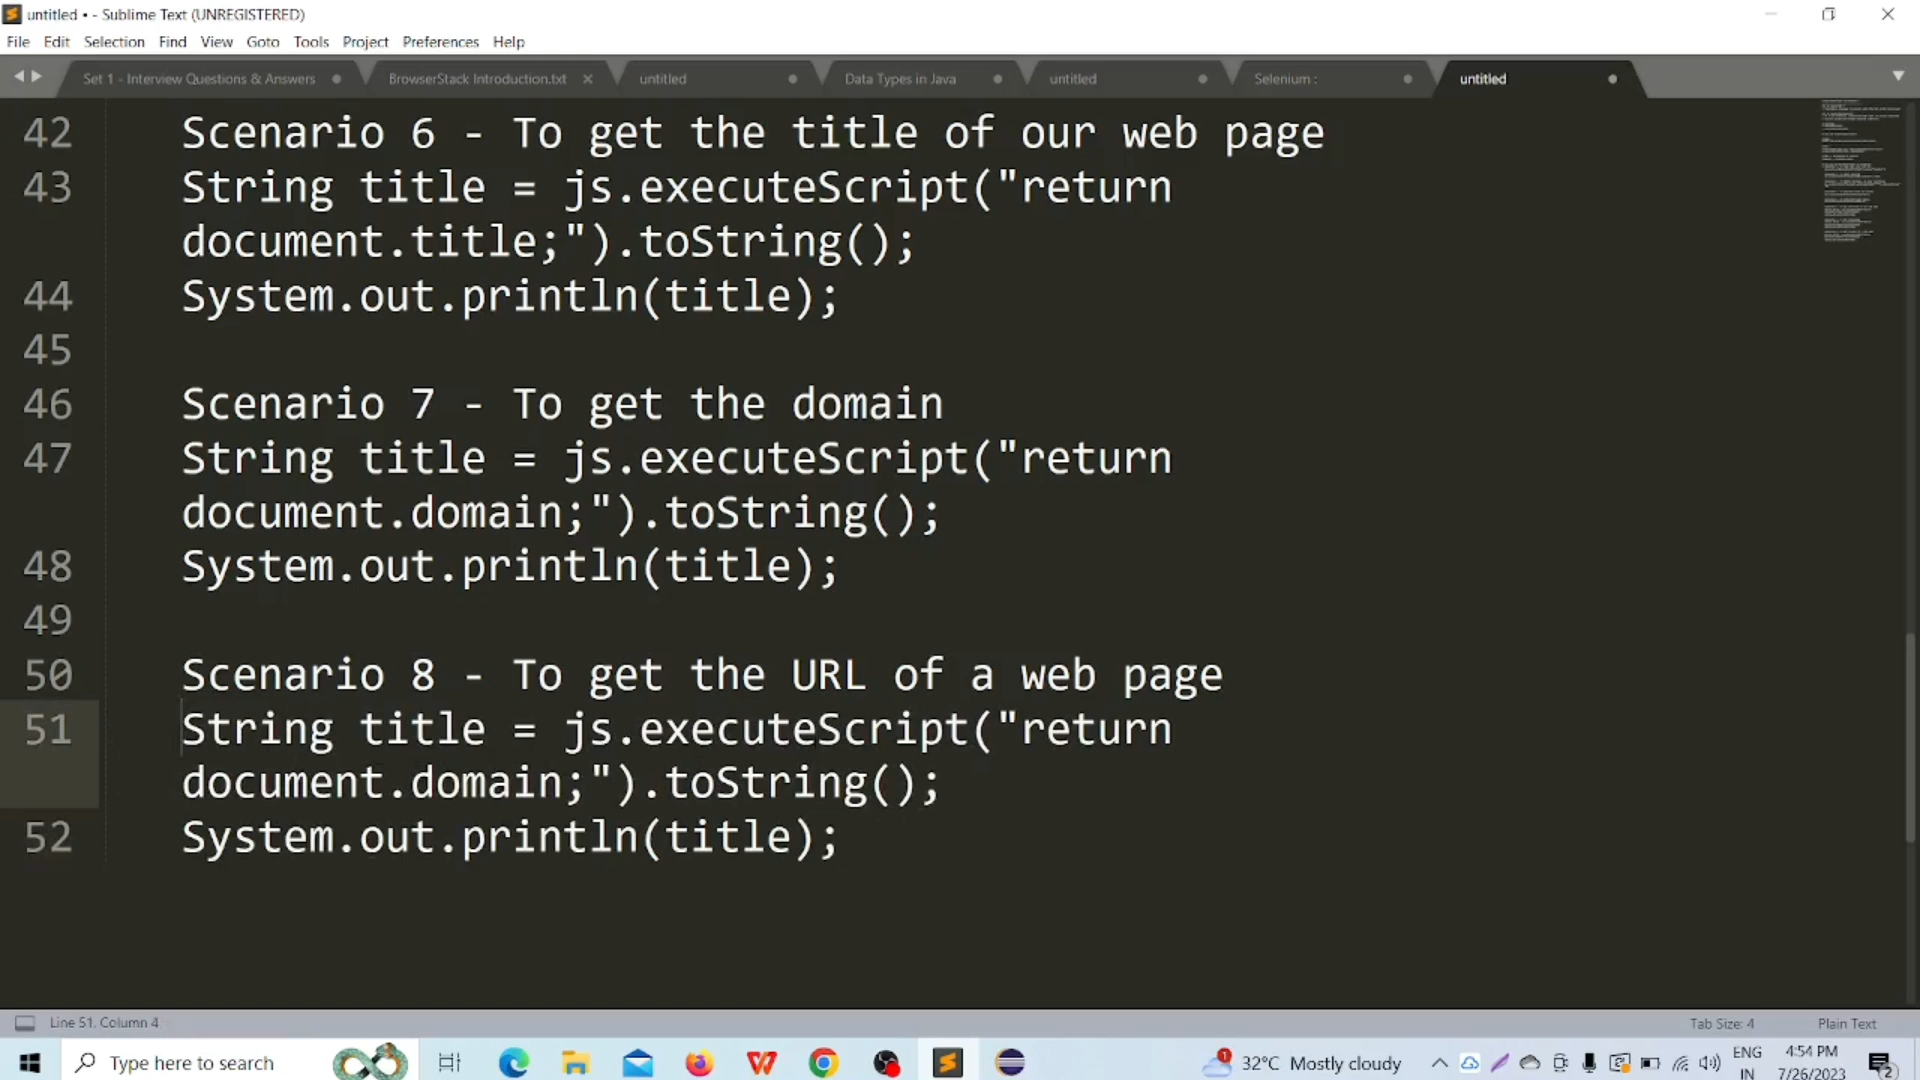 untitled • - Sublime Text (UNREGISTERED)
File Edit Selection Find View Goto Tools Project Preferences Help
Set 1 - Interview Questions & Answers BrowserStack Introduction.txt untitled Data Types in Java untitled Selenium : untitled
42 Scenario 6 - To get the title of our web page
43 String title = js.executeScript("return
document.title;").toString();
44 System.out.println(title);
45
46 Scenario 7 - To get the domain
47 String title = js.executeScript("return
document.domain;").toString();
48 System.out.println(title);
49
50 Scenario 8 - To get the URL of a web page
51 String title = js.executeScript("return
document.domain;").toString();
52 System.out.println(title);
Line 51, Column 4 Tab Size: 4 Plain Text
Type here to search 1 32°C Mostly cloudy ENG 4:54 PM
IN 7/26/2023 2